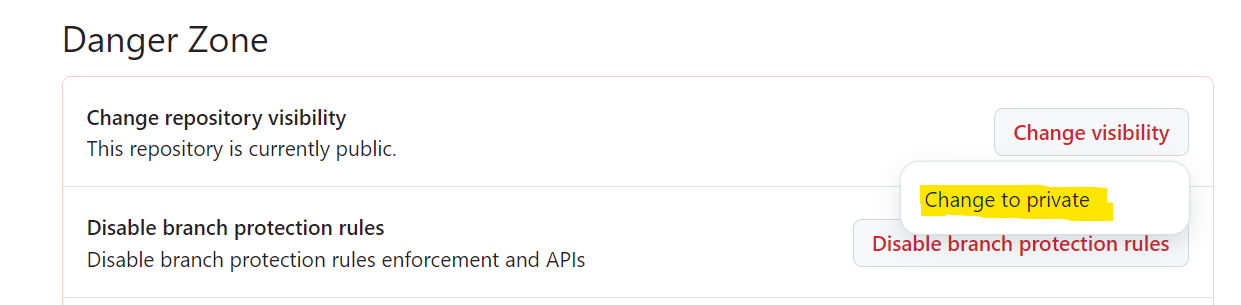 Danger Zone
Change repository visibility
This repository is currently public.
Change visibility
Change to private
Disable branch protection rules
Disable branch protection rules enforcement and APIs
Disable branch protection rules